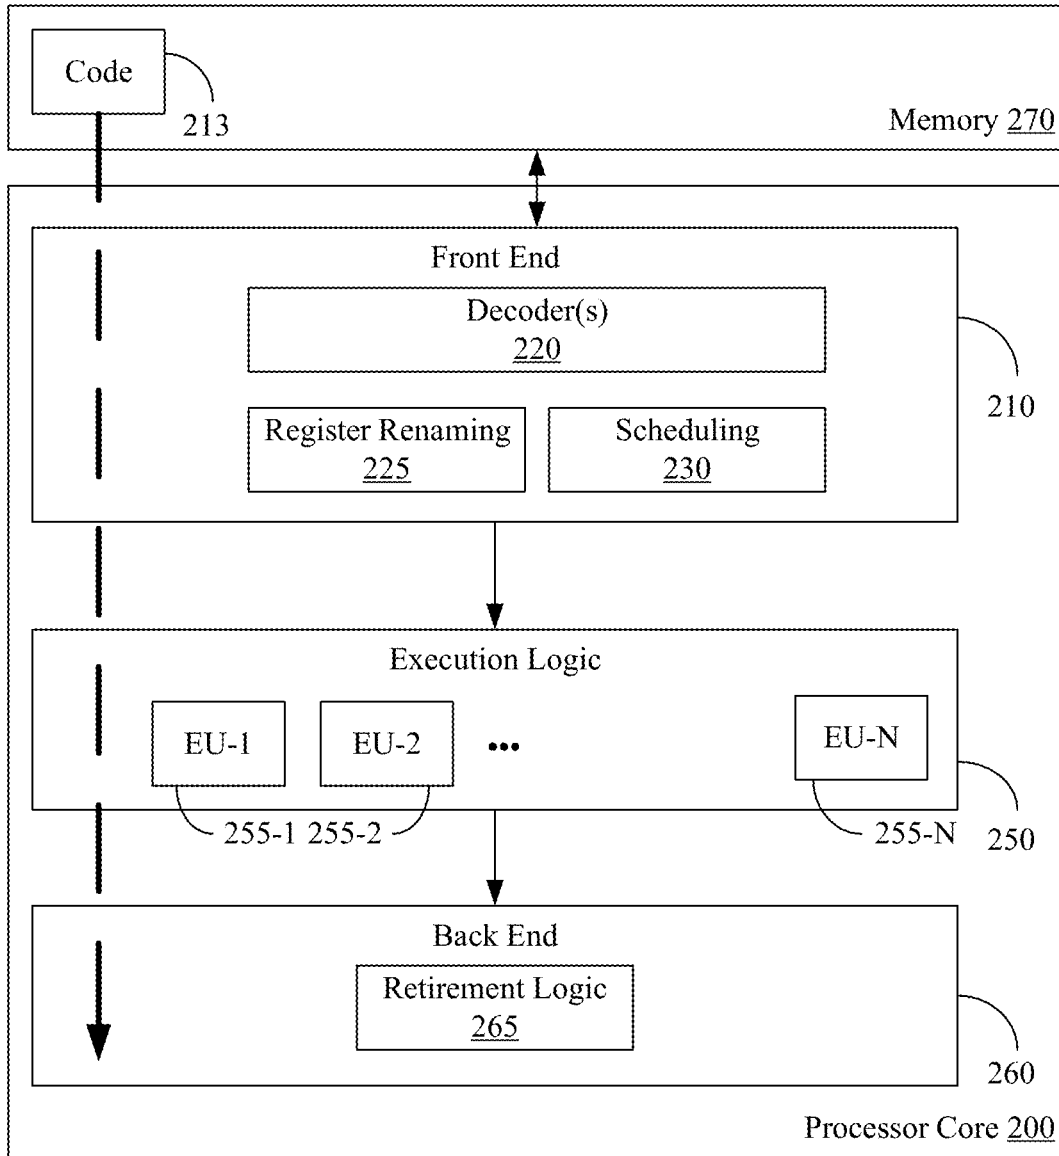 Code
213
Memory 270
Front End
Decoder(s)
220
210
Register Renaming
225
Scheduling
230
Execution Logic
EU-1
EU-2
•••
EU-N
255-1
255-2
255-N
250
Back End
Retirement Logic
265
260
Processor Core 200